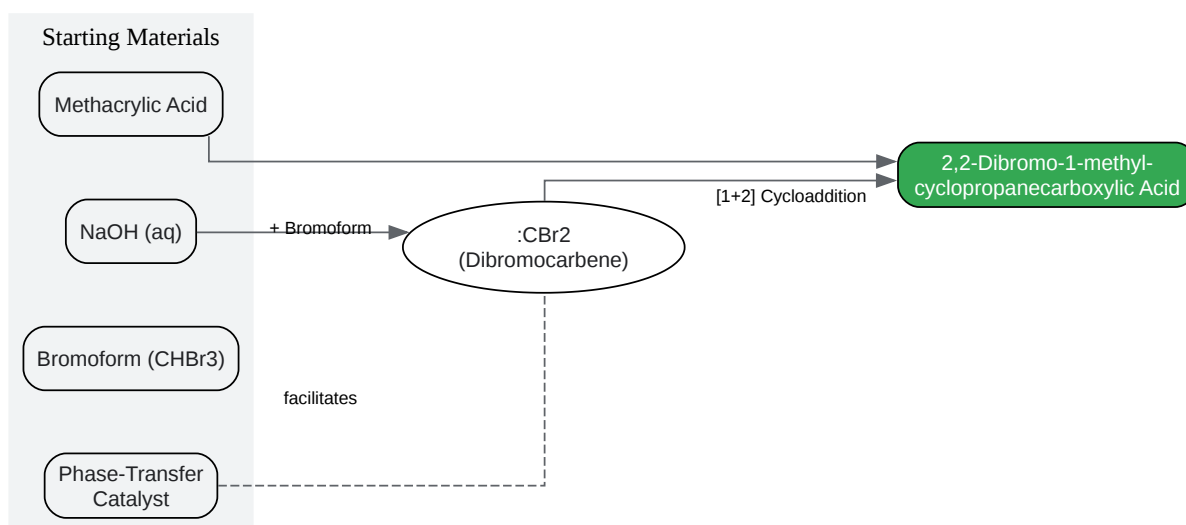 Starting Materials
Methacrylic Acid
2,2-Dibromo-1-methyl-
cyclopropanecarboxylic Acid
[1+2] Cycloaddition
NaOH (aq)
+ Bromoform
:CBr2
(Dibromocarbene)
Bromoform (CHBr3)
facilitates
Phase-Transfer
Catalyst